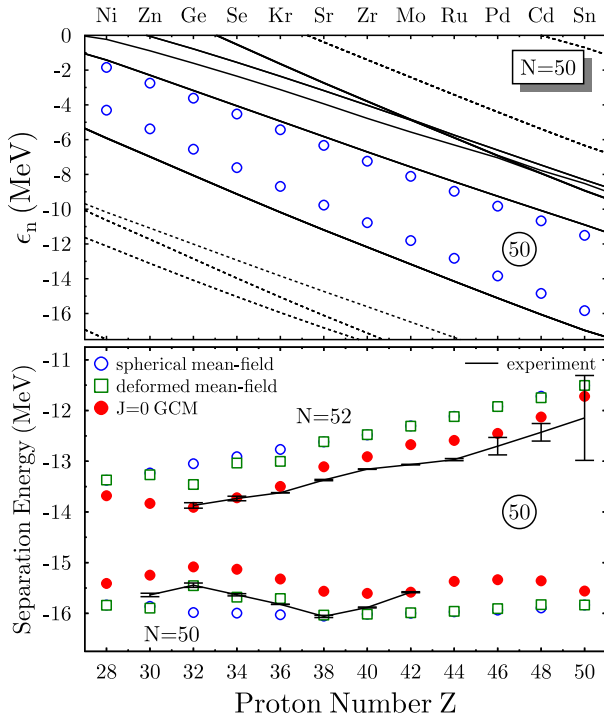 Ni Zn Ge Se Kr Sr Zr Mo Ru Pd Cd Sn
0
-2
-4
-6
-8
-10
-12
-14
-16
ϵn (MeV)
N=50
50
-11
-12
-13
-14
-15
-16
Separation Energy (MeV)
spherical mean-field
deformed mean-field
J=0 GCM
experiment
N=52
50
N=50
28 30 32 34 36 38 40 42 44 46 48 50
Proton Number Z